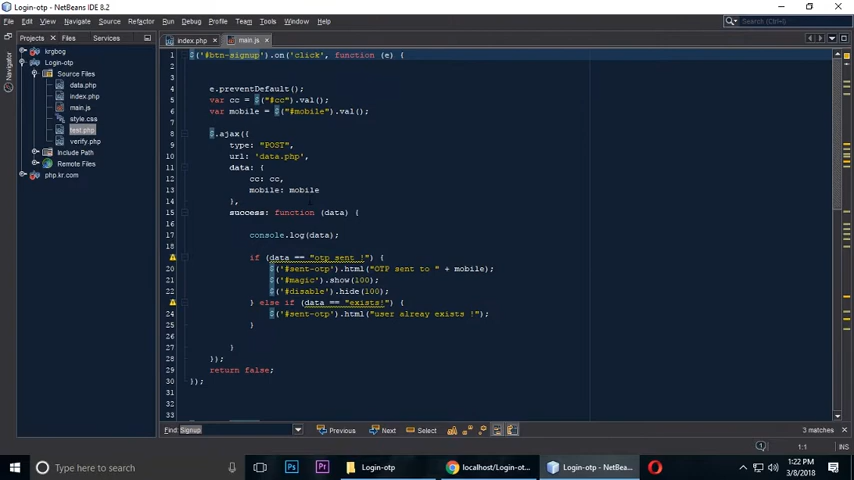 Login-otp - NetBeans IDE 8.2
File Edit View Navigate Source Refactor Run Debug Profile Team Tools Window Help
Search (Ctrl+I)
Projects Files Services
index.php main.js
Navigator
krgbog
Login-otp
Source Files
data.php
index.php
main.js
style.css
test.php
verify.php
Include Path
Remote Files
php.kr.com
1 $('#btn-signup').on('click', function (e) {
2
3
4 e.preventDefault();
5 var cc = $("#cc").val();
6 var mobile = $("#mobile").val();
7
8 $.ajax({
9 type: "POST",
10 url: 'data.php',
11 data: {
12 cc: cc,
13 mobile: mobile
14 },
15 success: function (data) {
16
17 console.log(data);
18
if (data == "otp sent !") {
20 $('#sent-otp').html("OTP sent to " + mobile);
21 $('#magic').show(100);
22 $('#disable').hide(100);
} else if (data == "exists!") {
24 $('#sent-otp').html("user alreay exists !");
25 }
26
27 }
28 });
29 return false;
30 });
31
32
33
Find: Signup Previous Next Select 3 matches
1:1 INS
Type here to search
Login-otp
localhost/Login-ot...
Login-otp - NetBea...
1:22 PM
3/8/2018